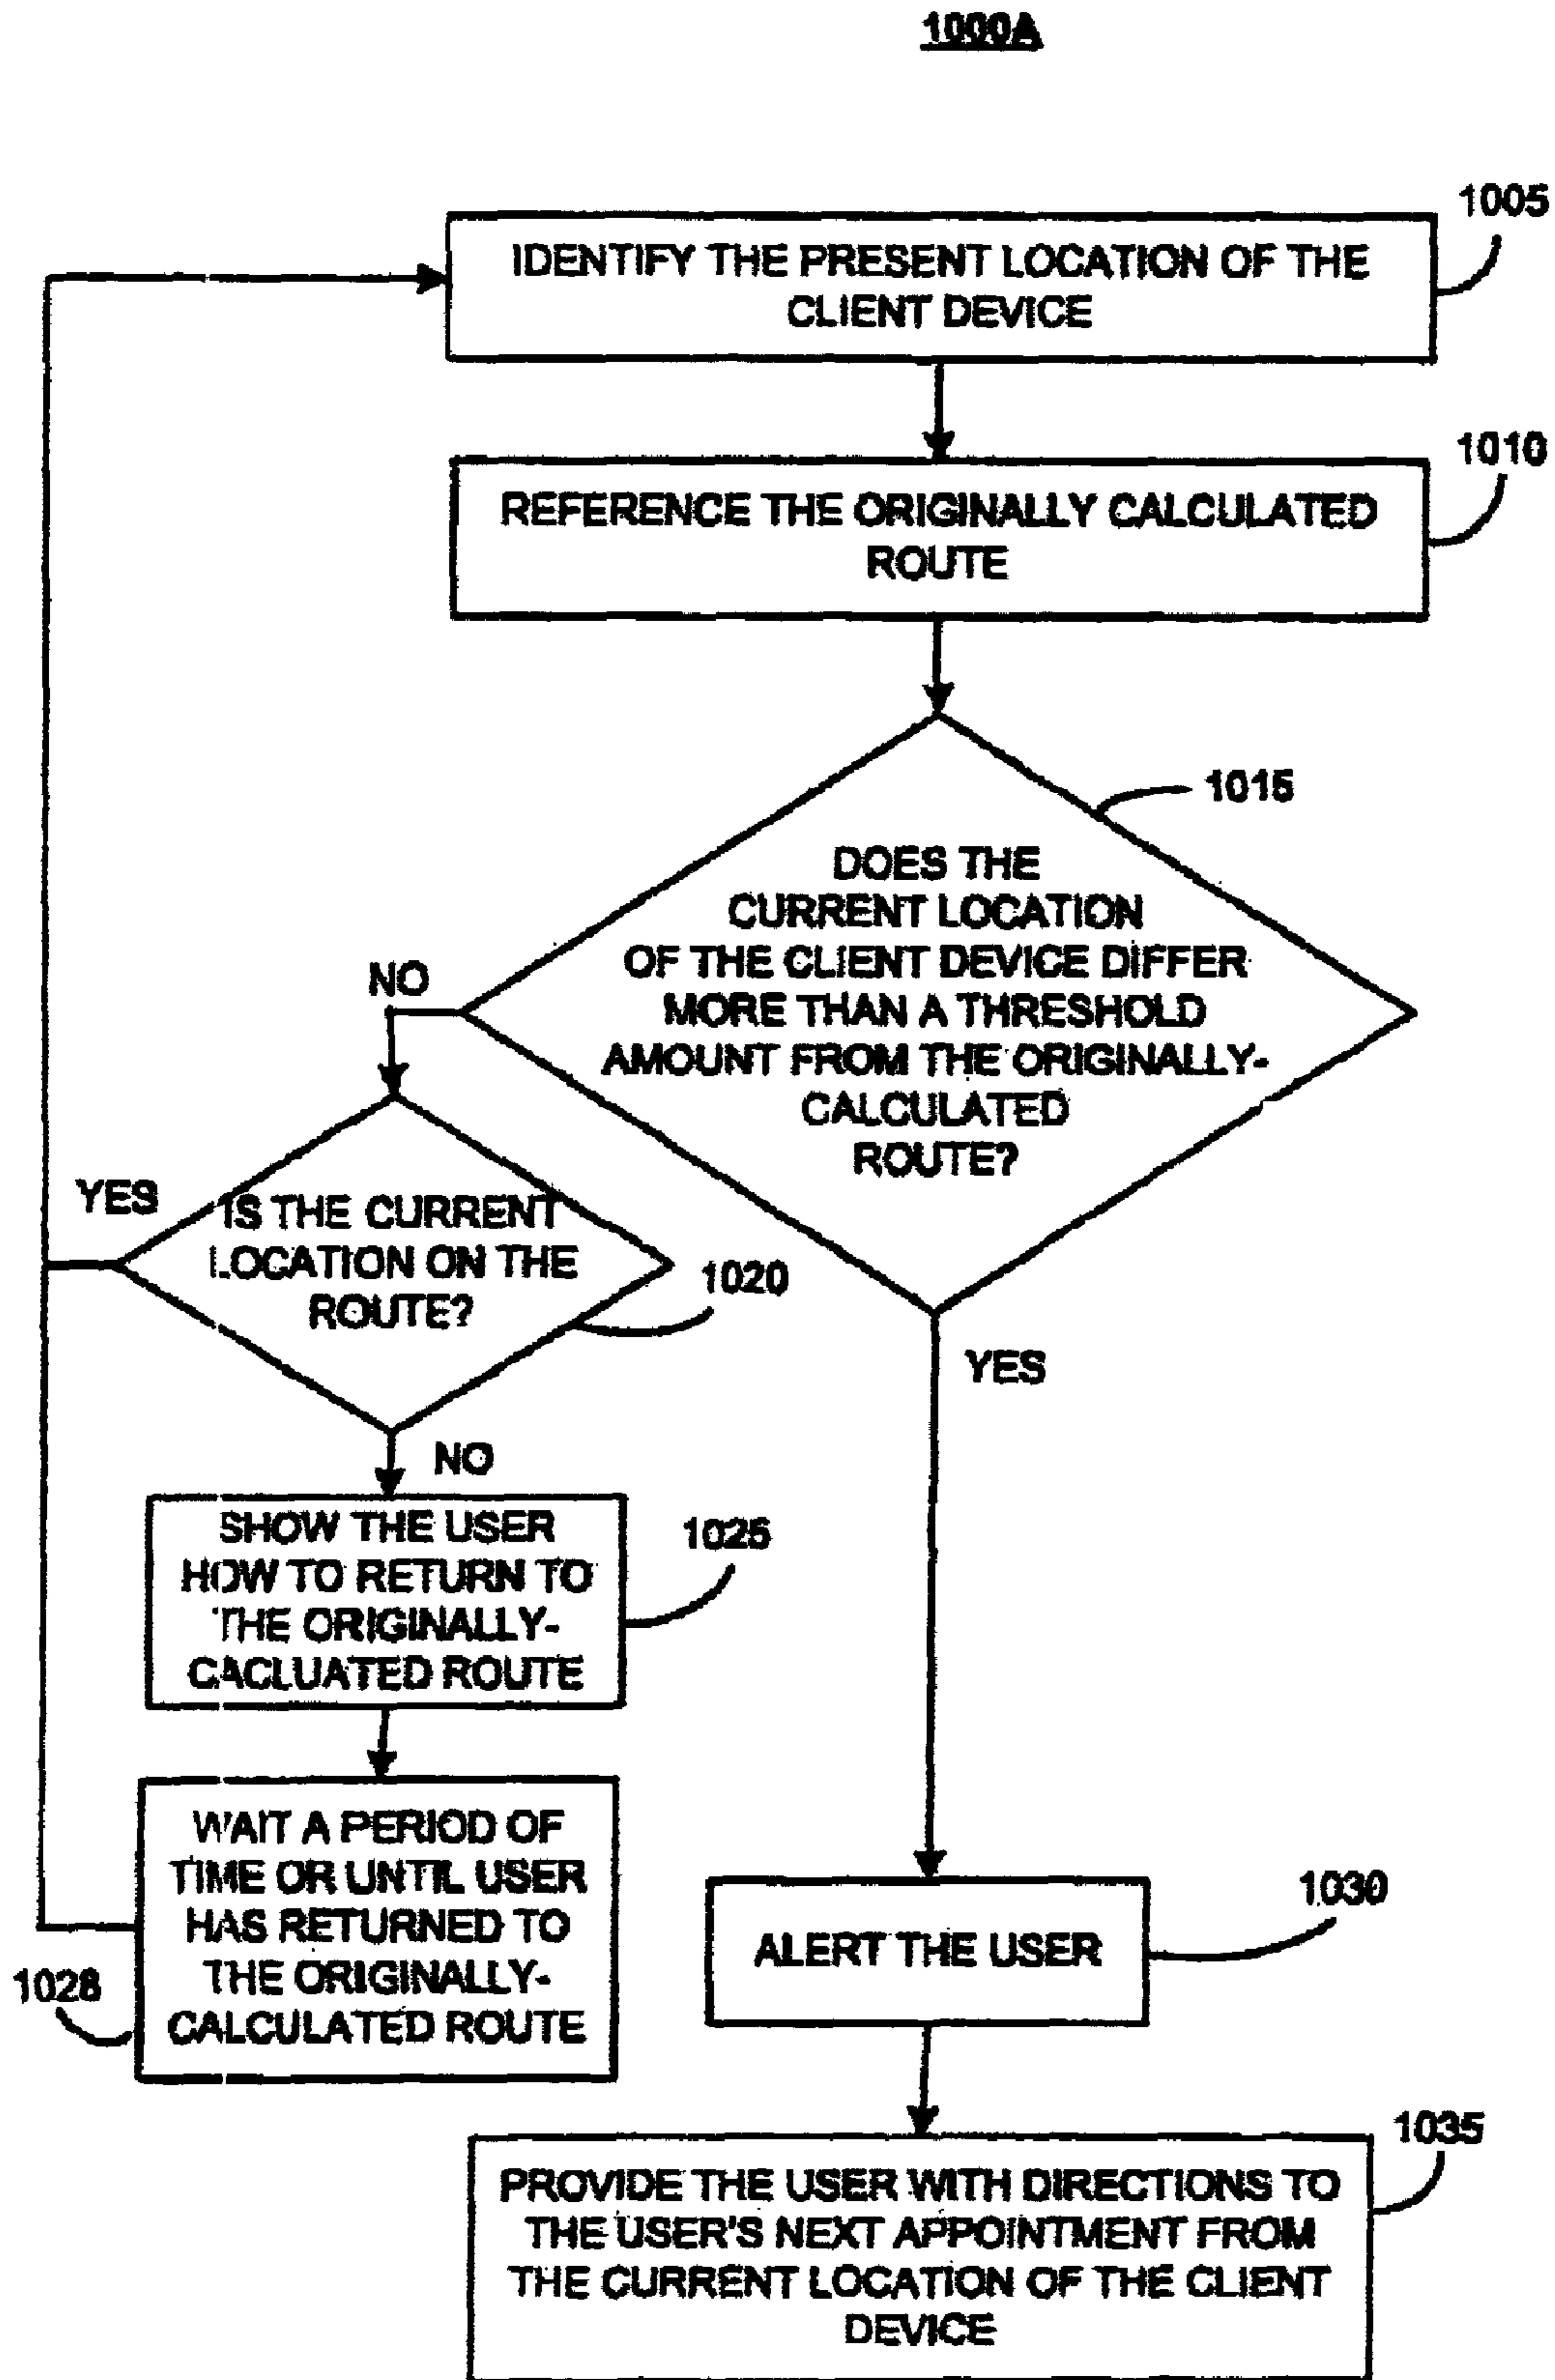 1000A
1005
IDENTIFY THE PRESENT LOCATION OF THE
CLIENT DEVICE
1010
REFERENCE THE ORIGINALLY CALCULATED
ROUTE
1015
DOES THE
CURRENT LOCATION
OF THE CLIENT DEVICE DIFFER
MORE THAN A THRESHOLD
AMOUNT FROM THE ORIGINALLY-
CALCULATED
ROUTE?
NO
YES
IS THE CURRENT
LOCATION ON THE
ROUTE?
1020
YES
NO
SHOW THE USER
HOW TO RETURN TO
THE ORIGINALLY-
CACLUATED ROUTE
1025
WAIT A PERIOD OF
TIME OR UNTIL USER
HAS RETURNED TO
THE ORIGINALLY-
CALCULATED ROUTE
1028
1030
ALERT THE USER
1035
PROVIDE THE USER WITH DIRECTIONS TO
THE USER'S NEXT APPOINTMENT FROM
THE CURRENT LOCATION OF THE CLIENT
DEVICE